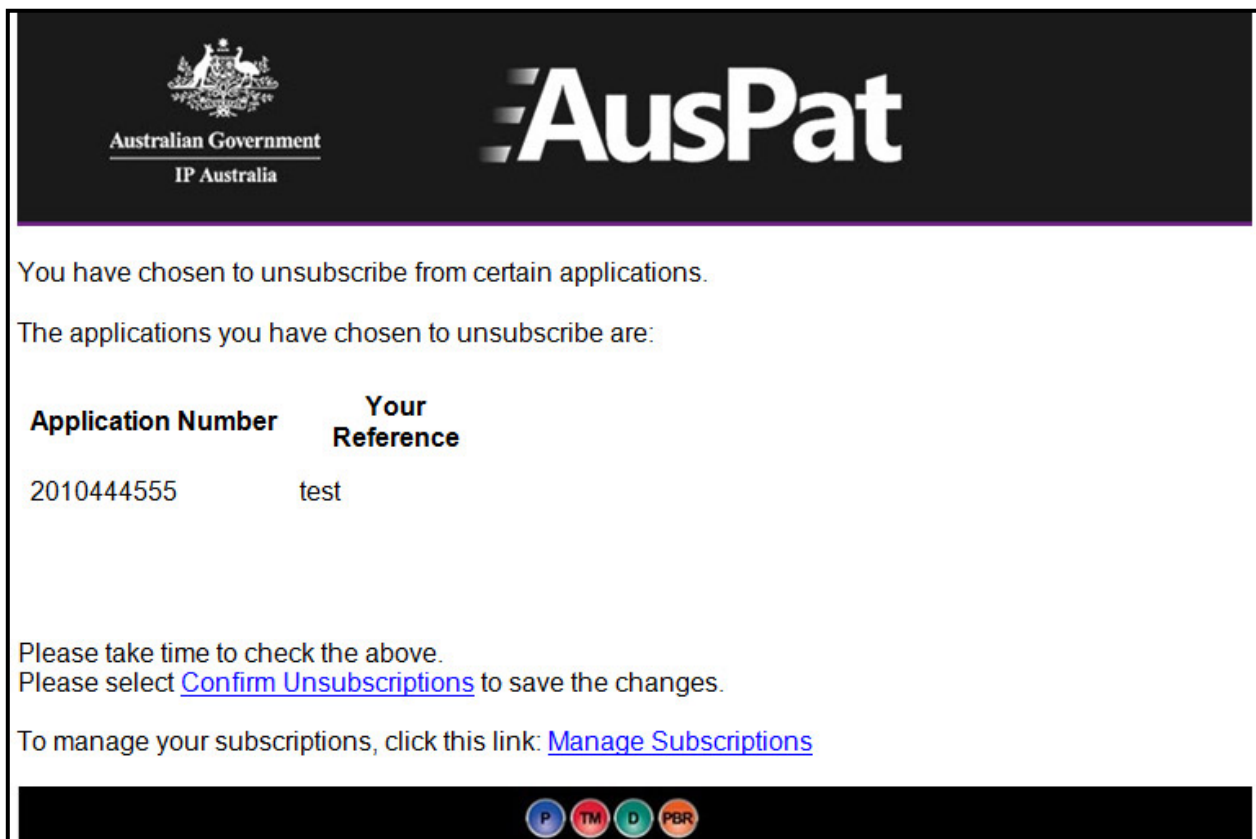 Australian Government
IP Australia
AusPat
You have chosen to unsubscribe from certain applications.
The applications you have chosen to unsubscribe are:
Application Number Your Reference
2010444555 test
Please take time to check the above.
Please select Confirm Unsubscriptions to save the changes.
To manage your subscriptions, click this link: Manage Subscriptions
P TM D PBR